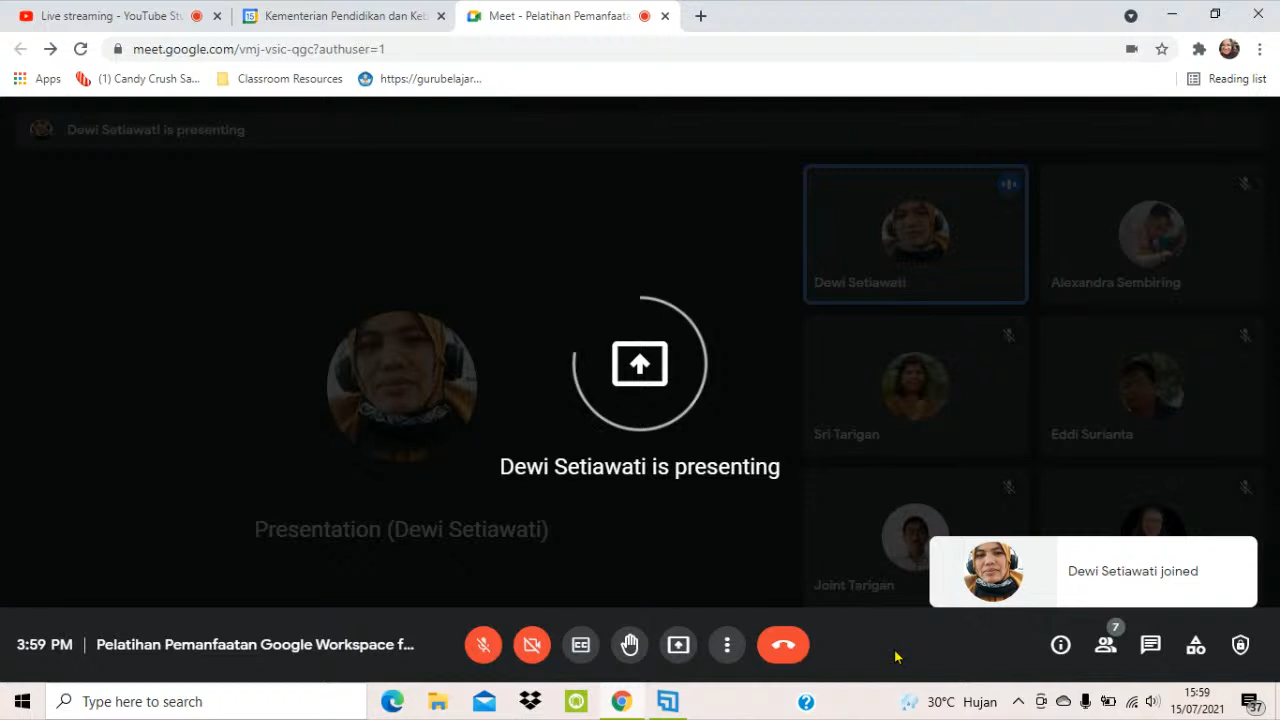 Live streaming - YouTube St
Kementerian Pendidikan dan Ke
Meet - Pelatihan Pemanfaata
meet.google.com/vmj-vsic-qgc?authuser=1
Apps
(1) Candy Crush Sa...
Classroom Resources
https://gurubelajar...
Reading list
Dewi Setiawati is presenting
Dewi Setiawati
Alexandra Sembiring
Sri Tarigan
Eddi Surianta
Dewi Setiawati is presenting
Presentation (Dewi Setiawati)
Joint Tarigan
Dewi Setiawati joined
3:59 PM
Pelatihan Pemanfaatan Google Workspace f...
7
Type here to search
30°C Hujan
15:59
15/07/2021
37